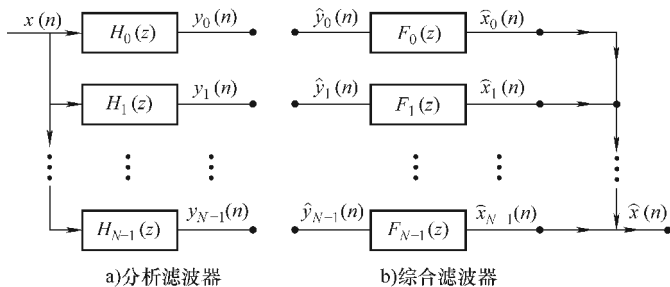 x(n) H₀(z) y₀(n) ŷ₀(n) F₀(z) x̂₀(n)
H₁(z) y₁(n) ŷ₁(n) F₁(z) x̂₁(n)
H_{N−1}(z) y_{N−1}(n) ŷ_{N−1}(n) F_{N−1}(z) x̂_{N−1}(n) x̂(n)
a)分析滤波器 b)综合滤波器